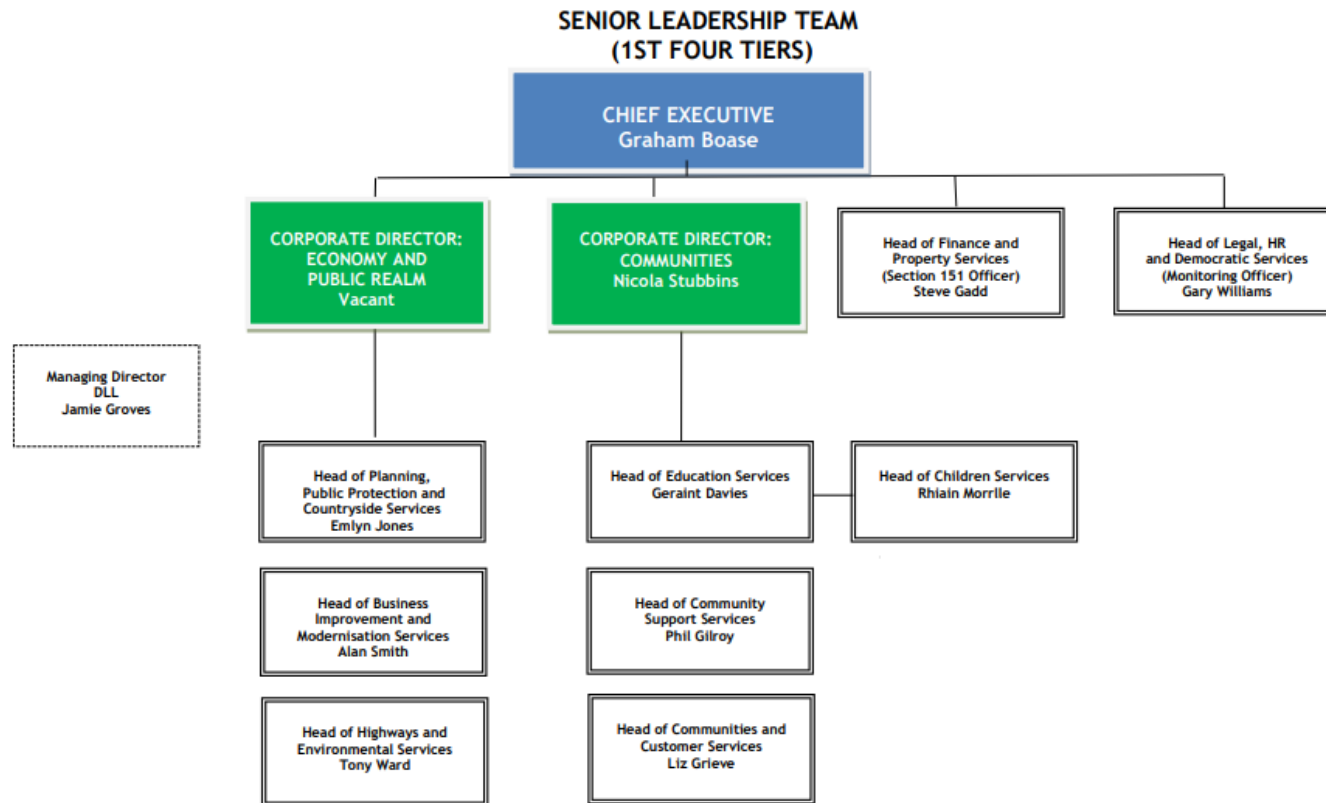 SENIOR LEADERSHIP TEAM
(1ST FOUR TIERS)
CHIEF EXECUTIVE
Graham Boase
CORPORATE DIRECTOR:
ECONOMY AND
PUBLIC REALM
Vacant
CORPORATE DIRECTOR:
COMMUNITIES
Nicola Stubbins
Head of Finance and
Property Services
(Section 151 Officer)
Steve Gadd
Head of Legal, HR
and Democratic Services
(Monitoring Officer)
Gary Williams
Managing Director
DLL
Jamie Groves
Head of Planning,
Public Protection and
Countryside Services
Emlyn Jones
Head of Education Services
Geraint Davies
Head of Children Services
Rhiain Morrlle
Head of Business
Improvement and
Modernisation Services
Alan Smith
Head of Community
Support Services
Phil Gilroy
Head of Highways and
Environmental Services
Tony Ward
Head of Communities and
Customer Services
Liz Grieve